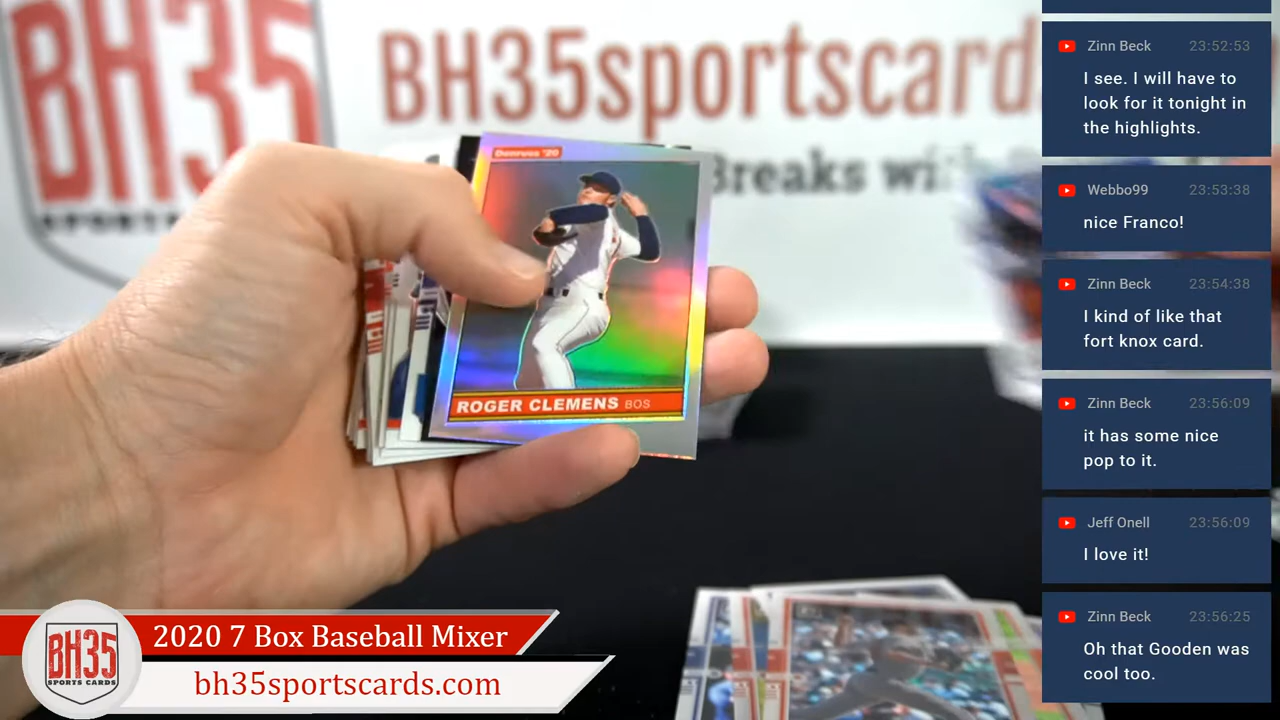 BH35
SPORTS CARDS
BH35sportscard
Breaks wi
Donruss '20
ROGER CLEMENS BOS
Zinn Beck 23:52:53
I see. I will have to
look for it tonight in
the highlights.
Webbo99 23:53:38
nice Franco!
Zinn Beck 23:54:38
I kind of like that
fort knox card.
Zinn Beck 23:56:09
it has some nice
pop to it.
Jeff Onell 23:56:09
I love it!
Zinn Beck 23:56:25
Oh that Gooden was
cool too.
BH35
SPORTS CARDS
2020 7 Box Baseball Mixer
bh35sportscards.com